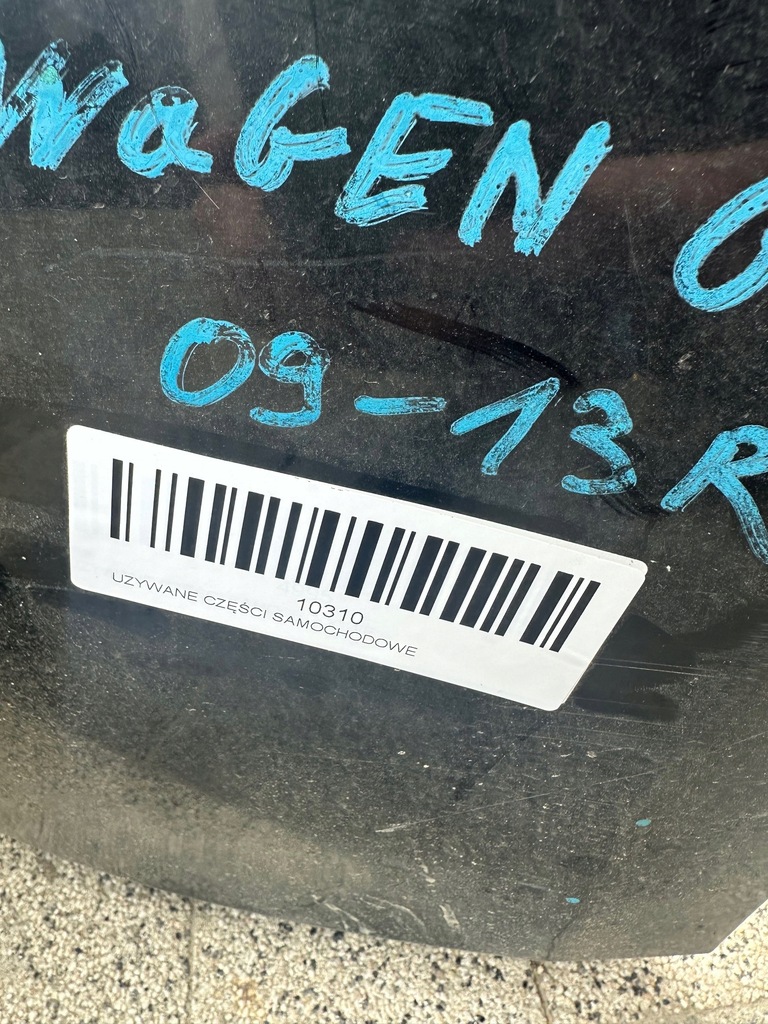 WaGEN
09-13R
10310
UZYWANE CZĘŚCI SAMOCHODOWE